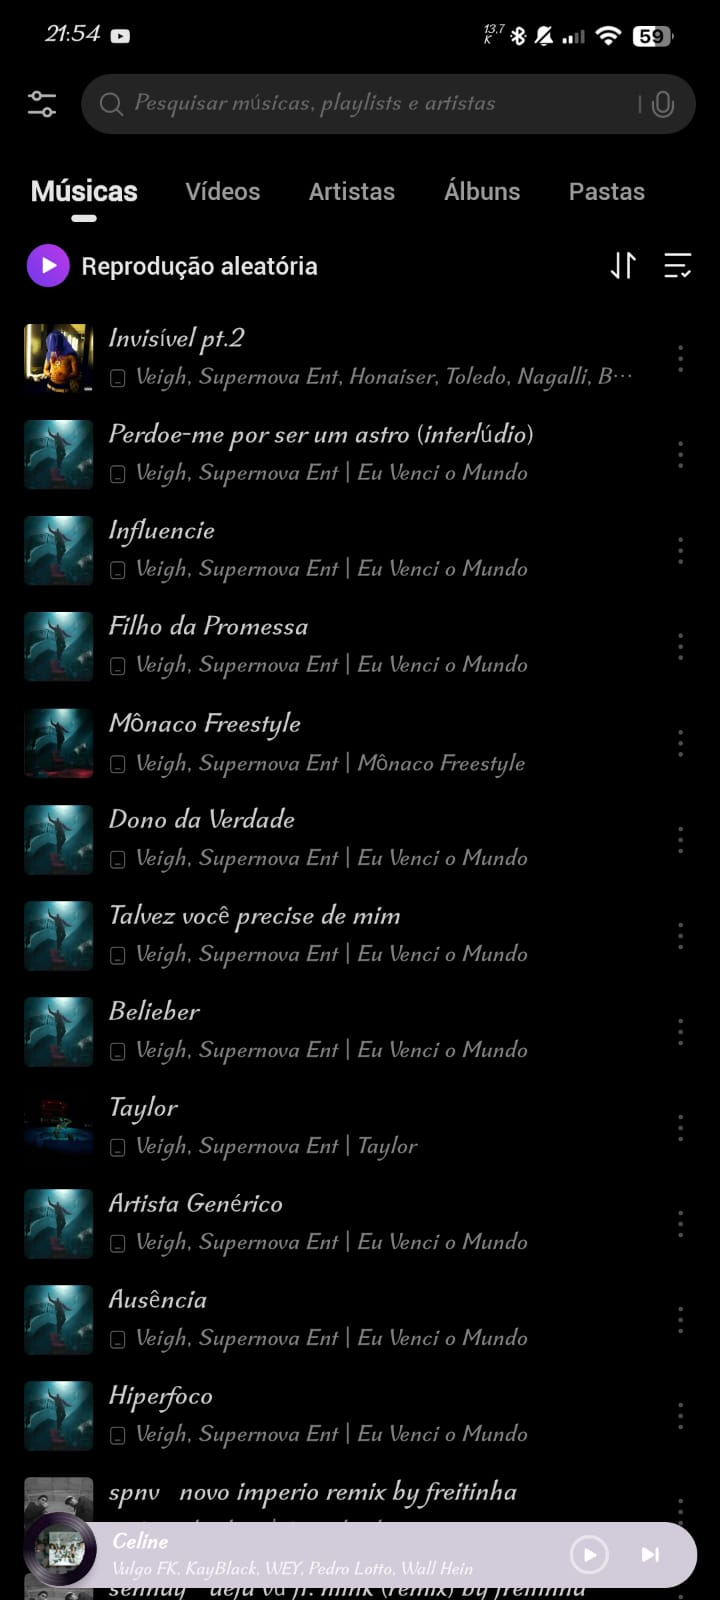 21:54
13.7
K
59
Pesquisar músicas, playlists e artistas
Músicas Vídeos Artistas Álbuns Pastas
Reprodução aleatória
Invisível pt.2
Veigh, Supernova Ent, Honaiser, Toledo, Nagalli, B...
Perdoe-me por ser um astro (interlúdio)
Veigh, Supernova Ent | Eu Venci o Mundo
Influencie
Veigh, Supernova Ent | Eu Venci o Mundo
Filho da Promessa
Veigh, Supernova Ent | Eu Venci o Mundo
Mônaco Freestyle
Veigh, Supernova Ent | Mônaco Freestyle
Dono da Verdade
Veigh, Supernova Ent | Eu Venci o Mundo
Talvez você precise de mim
Veigh, Supernova Ent | Eu Venci o Mundo
Belieber
Veigh, Supernova Ent | Eu Venci o Mundo
Taylor
Veigh, Supernova Ent | Taylor
Artista Genérico
Veigh, Supernova Ent | Eu Venci o Mundo
Ausência
Veigh, Supernova Ent | Eu Venci o Mundo
Hiperfoco
Veigh, Supernova Ent | Eu Venci o Mundo
spnv novo imperio remix by freitinha
Celine
Vulgo FK, KayBlack, WEY, Pedro Lotto, Wall Hein
(remix) by freitinha